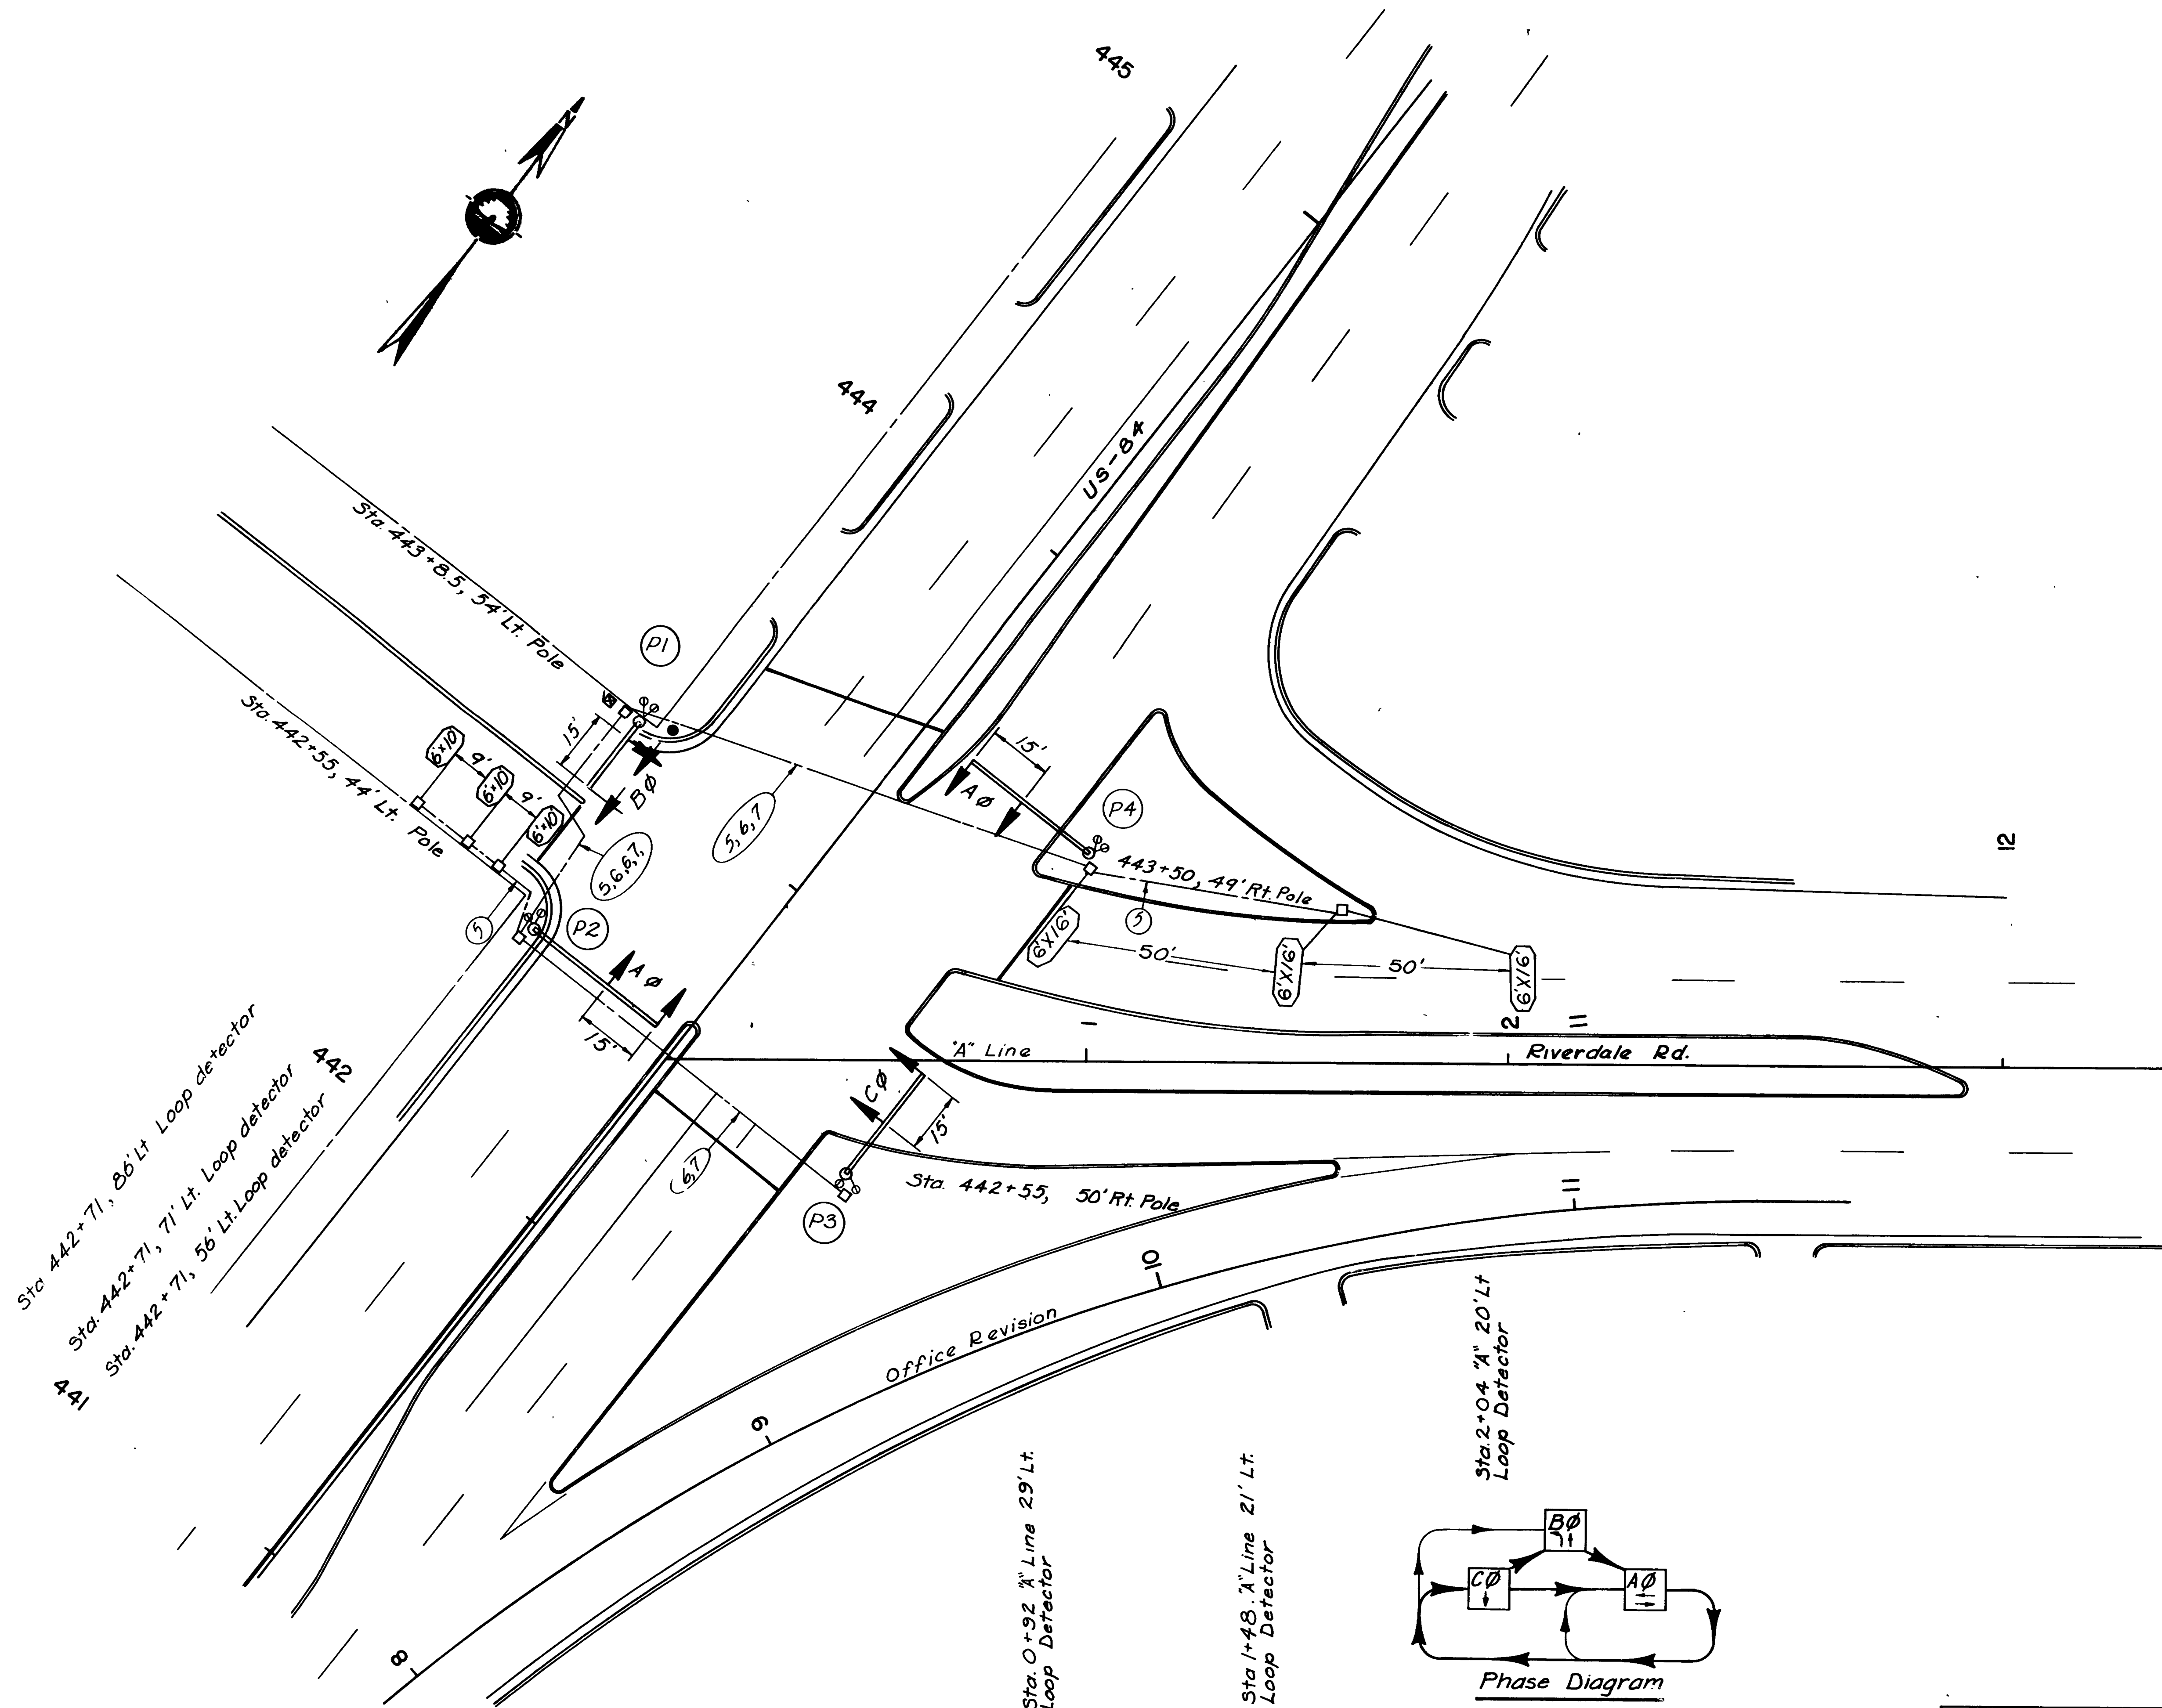 N
445
444
US-84
Sta. 443+8.5, 54' Lt. Pole
P1
Sta. 442+55, 44' Lt. Pole
15'
6'x10'
9'
6'x10'
9'
6'x10'
BØ
5,6,7
5,6,6,7,
15'
AØ
P4
443+50, 49' Rt. Pole
5
5
P2
AØ
15'
6'X16'
50'
6'X16'
50'
6'X16'
12
1
2
11
"A" Line
Riverdale Rd.
CØ
15'
6,7
P3
Sta. 442+55, 50' Rt. Pole
11
10
Office Revision
9
8
442
441
Sta 442+71, 86' Lt Loop detector
Sta. 442+71, 71' Lt. Loop detector
Sta. 442+71, 56' Lt. Loop detector
Sta. 0+92 "A" Line 29' Lt.
Loop Detector
Sta 1+48. "A" Line 21' Lt.
Loop Detector
Sta. 2+04 "A" 20' Lt
Loop Detector
BØ
CØ
AØ
Phase Diagram